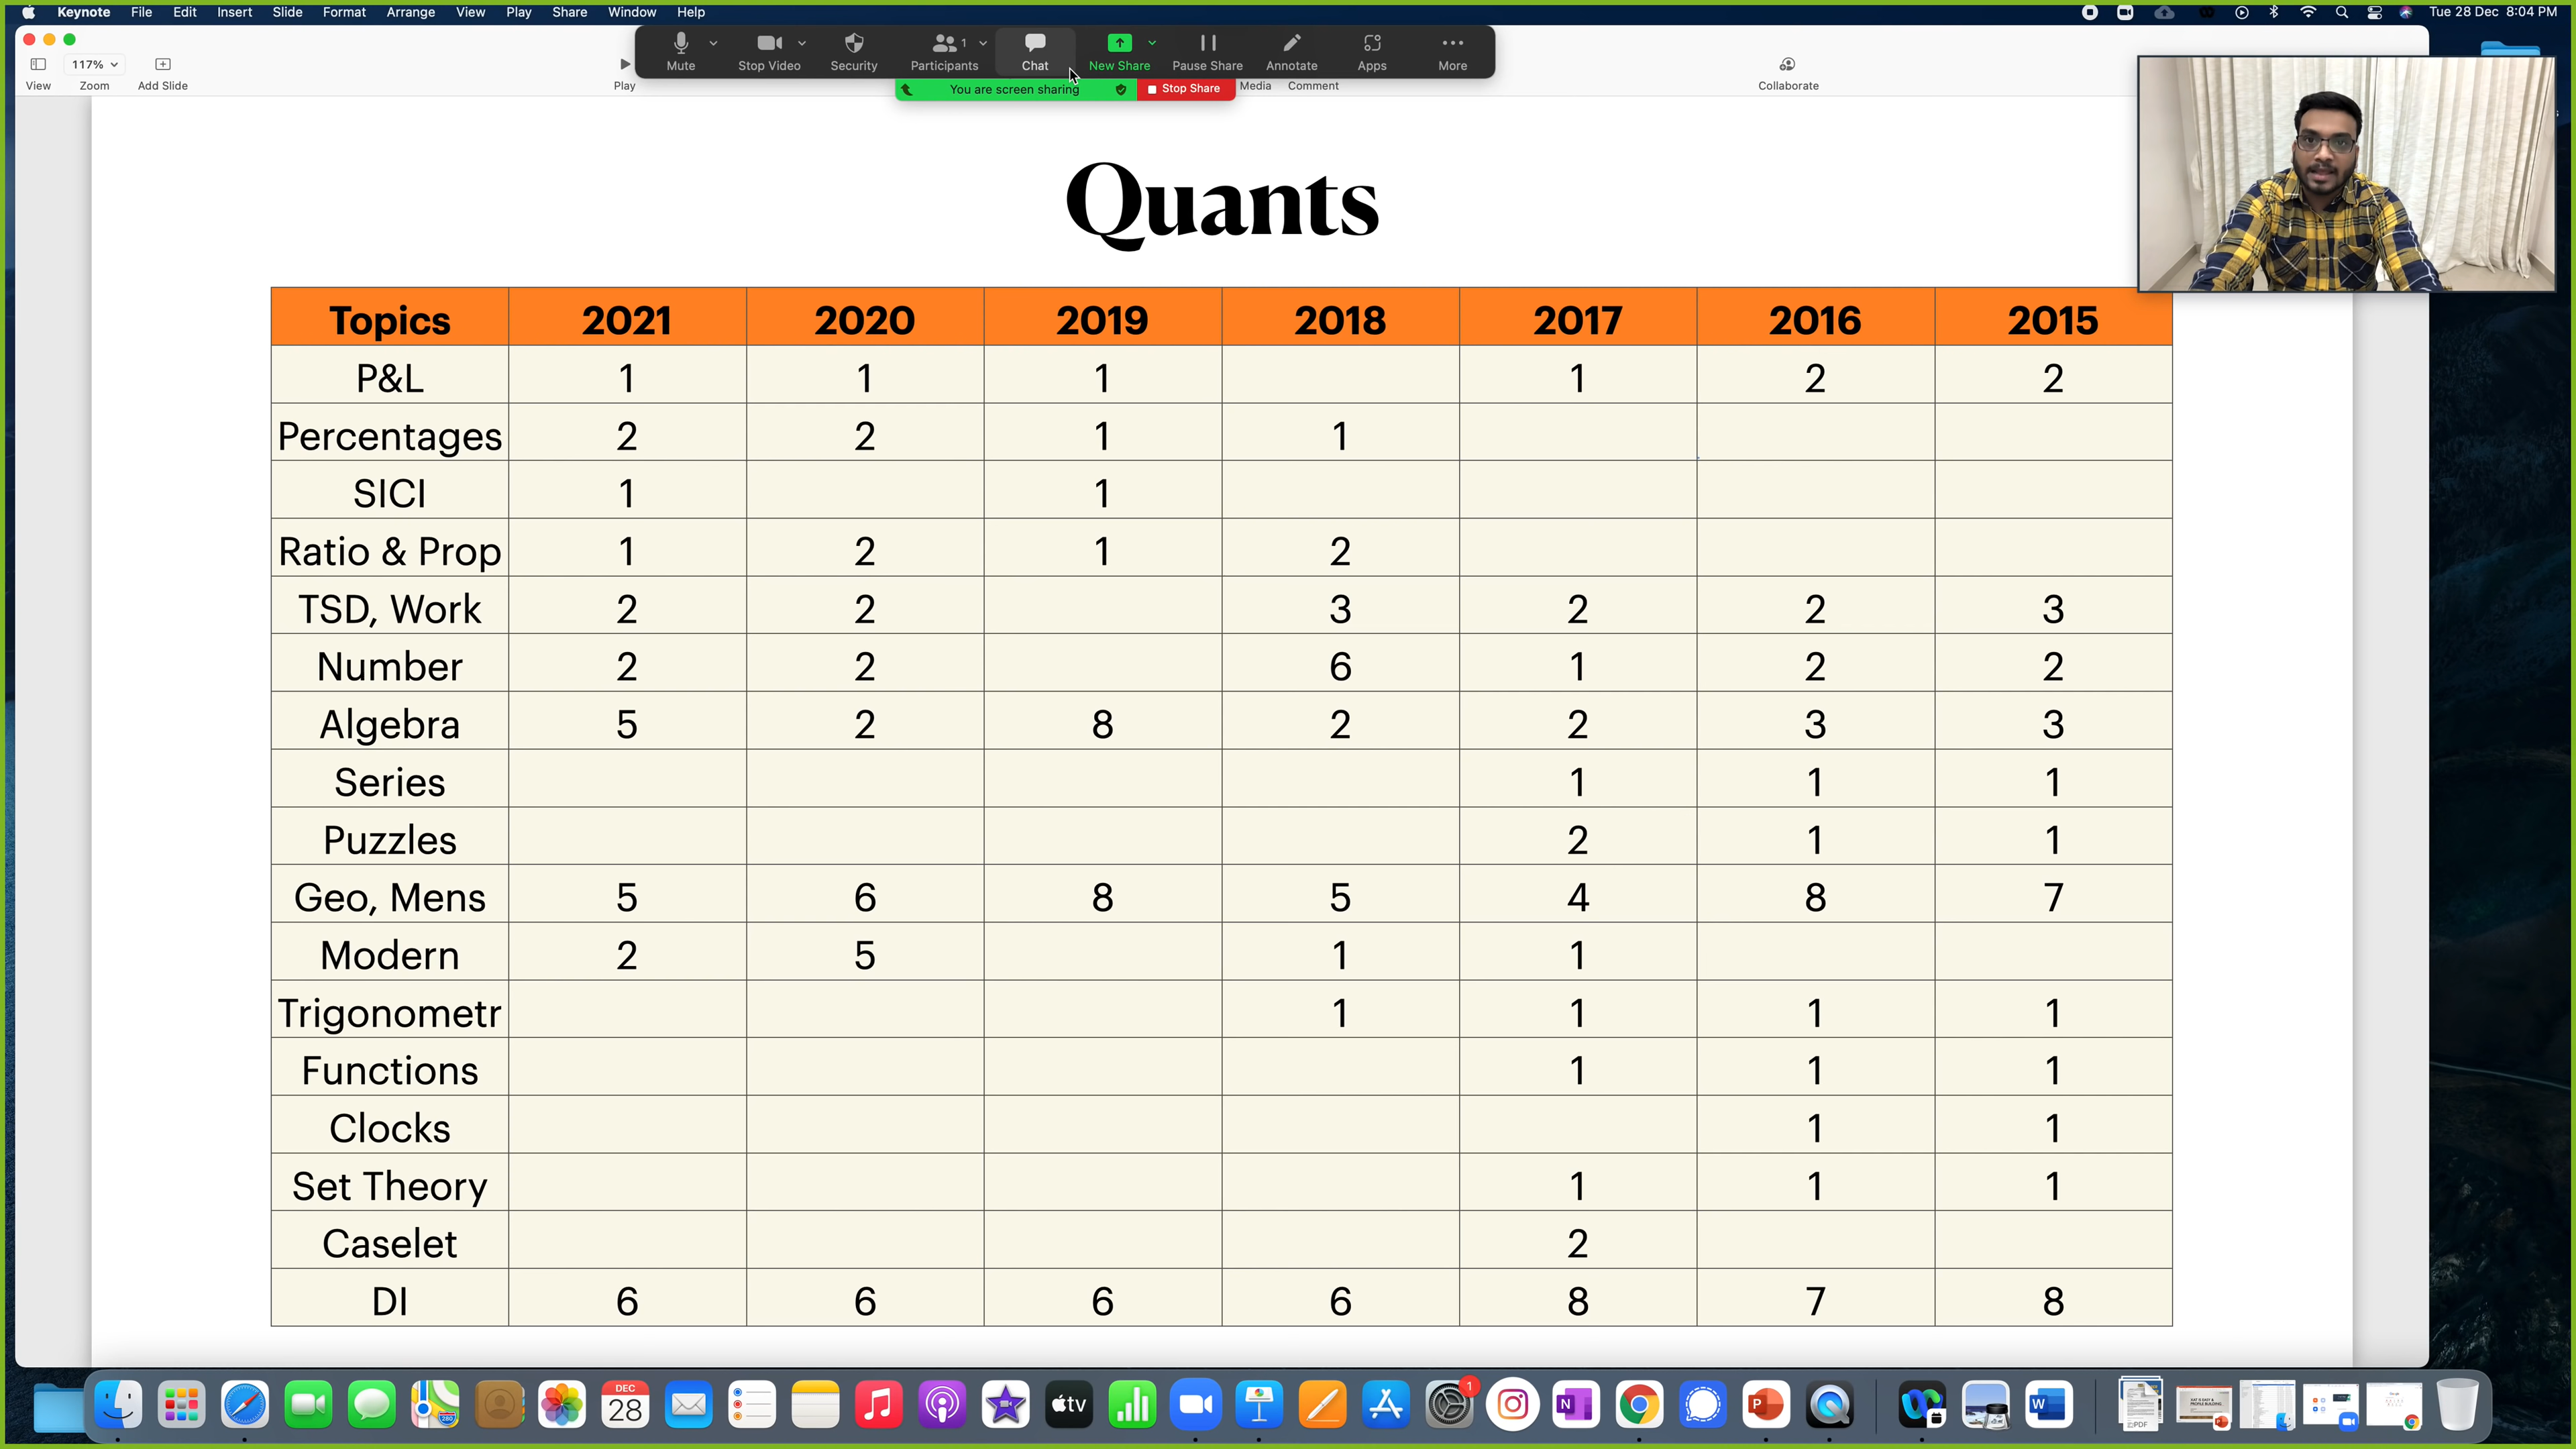 Keynote File Edit Insert Slide Format Arrange View Play Share Window Help Tue 28 Dec 8:04 PM
Mute Stop Video Security Participants 1 Chat New Share Pause Share Annotate Apps More
117%
View Zoom Add Slide Play You are screen sharing Stop Share Media Comment Collaborate
Quants
Topics 2021 2020 2019 2018 2017 2016 2015
P&L 1 1 1 1 2 2
Percentages 2 2 1 1
SICI 1 1
Ratio & Prop 1 2 1 2
TSD, Work 2 2 3 2 2 3
Number 2 2 6 1 2 2
Algebra 5 2 8 2 2 3 3
Series 1 1 1
Puzzles 2 1 1
Geo, Mens 5 6 8 5 4 8 7
Modern 2 5 1 1
Trigonometr 1 1 1 1
Functions 1 1 1
Clocks 1 1
Set Theory 1 1 1
Caselet 2
DI 6 6 6 6 8 7 8
DEC
28
tv
1
N
P
W
PDF